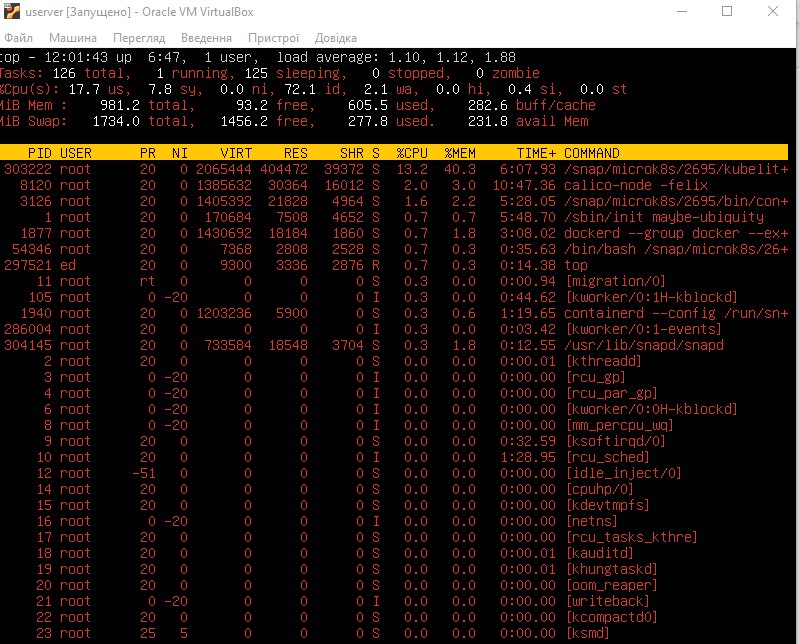 userver [Запущено] - Oracle VM VirtualBox
Файл Машина Перегляд Введення Пристрої Довідка
top - 12:01:43 up 6:47, 1 user, load average: 1.10, 1.12, 1.88
Tasks: 126 total, 1 running, 125 sleeping, 0 stopped, 0 zombie
%Cpu(s): 17.7 us, 7.8 sy, 0.0 ni, 72.1 id, 2.1 wa, 0.0 hi, 0.4 si, 0.0 st
MiB Mem : 981.2 total, 93.2 free, 605.5 used, 282.6 buff/cache
MiB Swap: 1734.0 total, 1456.2 free, 277.8 used. 231.8 avail Mem
PID USER PR NI VIRT RES SHR S %CPU %MEM TIME+ COMMAND
303222 root 20 0 2065444 404472 39372 S 13.2 40.3 6:07.93 /snap/microk8s/2695/kubelit+
8120 root 20 0 1385632 30364 16012 S 2.0 3.0 10:47.36 calico-node -felix
3126 root 20 0 1405392 21828 4964 S 1.6 2.2 5:28.05 /snap/microk8s/2695/bin/con+
1 root 20 0 170684 7508 4652 S 0.7 0.7 5:48.70 /sbin/init maybe-ubiquity
1877 root 20 0 1430692 18184 1860 S 0.7 1.8 3:08.02 dockerd --group docker --ex+
54346 root 20 0 7368 2808 2528 S 0.7 0.3 0:35.63 /bin/bash /snap/microk8s/26+
297521 ed 20 0 9300 3336 2876 R 0.7 0.3 0:14.38 top
11 root rt 0 0 0 0 S 0.3 0.0 0:00.94 [migration/0]
105 root 0 -20 0 0 0 I 0.3 0.0 0:44.62 [kworker/0:1H-kblockd]
1940 root 20 0 1203236 5900 0 S 0.3 0.6 1:19.65 containerd --config /run/sn+
286004 root 20 0 0 0 0 I 0.3 0.0 0:03.42 [kworker/0:1-events]
304145 root 20 0 733584 18548 3704 S 0.3 1.8 0:12.55 /usr/lib/snapd/snapd
2 root 20 0 0 0 0 S 0.0 0.0 0:00.01 [kthreadd]
3 root 0 -20 0 0 0 I 0.0 0.0 0:00.00 [rcu_gp]
4 root 0 -20 0 0 0 I 0.0 0.0 0:00.00 [rcu_par_gp]
6 root 0 -20 0 0 0 I 0.0 0.0 0:00.00 [kworker/0:0H-kblockd]
8 root 0 -20 0 0 0 I 0.0 0.0 0:00.00 [mm_percpu_wq]
9 root 20 0 0 0 0 S 0.0 0.0 0:32.59 [ksoftirqd/0]
10 root 20 0 0 0 0 I 0.0 0.0 1:28.95 [rcu_sched]
12 root -51 0 0 0 0 S 0.0 0.0 0:00.00 [idle_inject/0]
14 root 20 0 0 0 0 S 0.0 0.0 0:00.00 [cpuhp/0]
15 root 20 0 0 0 0 S 0.0 0.0 0:00.00 [kdevtmpfs]
16 root 0 -20 0 0 0 I 0.0 0.0 0:00.00 [netns]
17 root 20 0 0 0 0 S 0.0 0.0 0:00.00 [rcu_tasks_kthre]
18 root 20 0 0 0 0 S 0.0 0.0 0:00.01 [kauditd]
19 root 20 0 0 0 0 S 0.0 0.0 0:00.01 [khungtaskd]
20 root 20 0 0 0 0 S 0.0 0.0 0:00.00 [oom_reaper]
21 root 0 -20 0 0 0 I 0.0 0.0 0:00.00 [writeback]
22 root 20 0 0 0 0 S 0.0 0.0 0:00.00 [kcompactd0]
23 root 25 5 0 0 0 S 0.0 0.0 0:00.00 [ksmd]